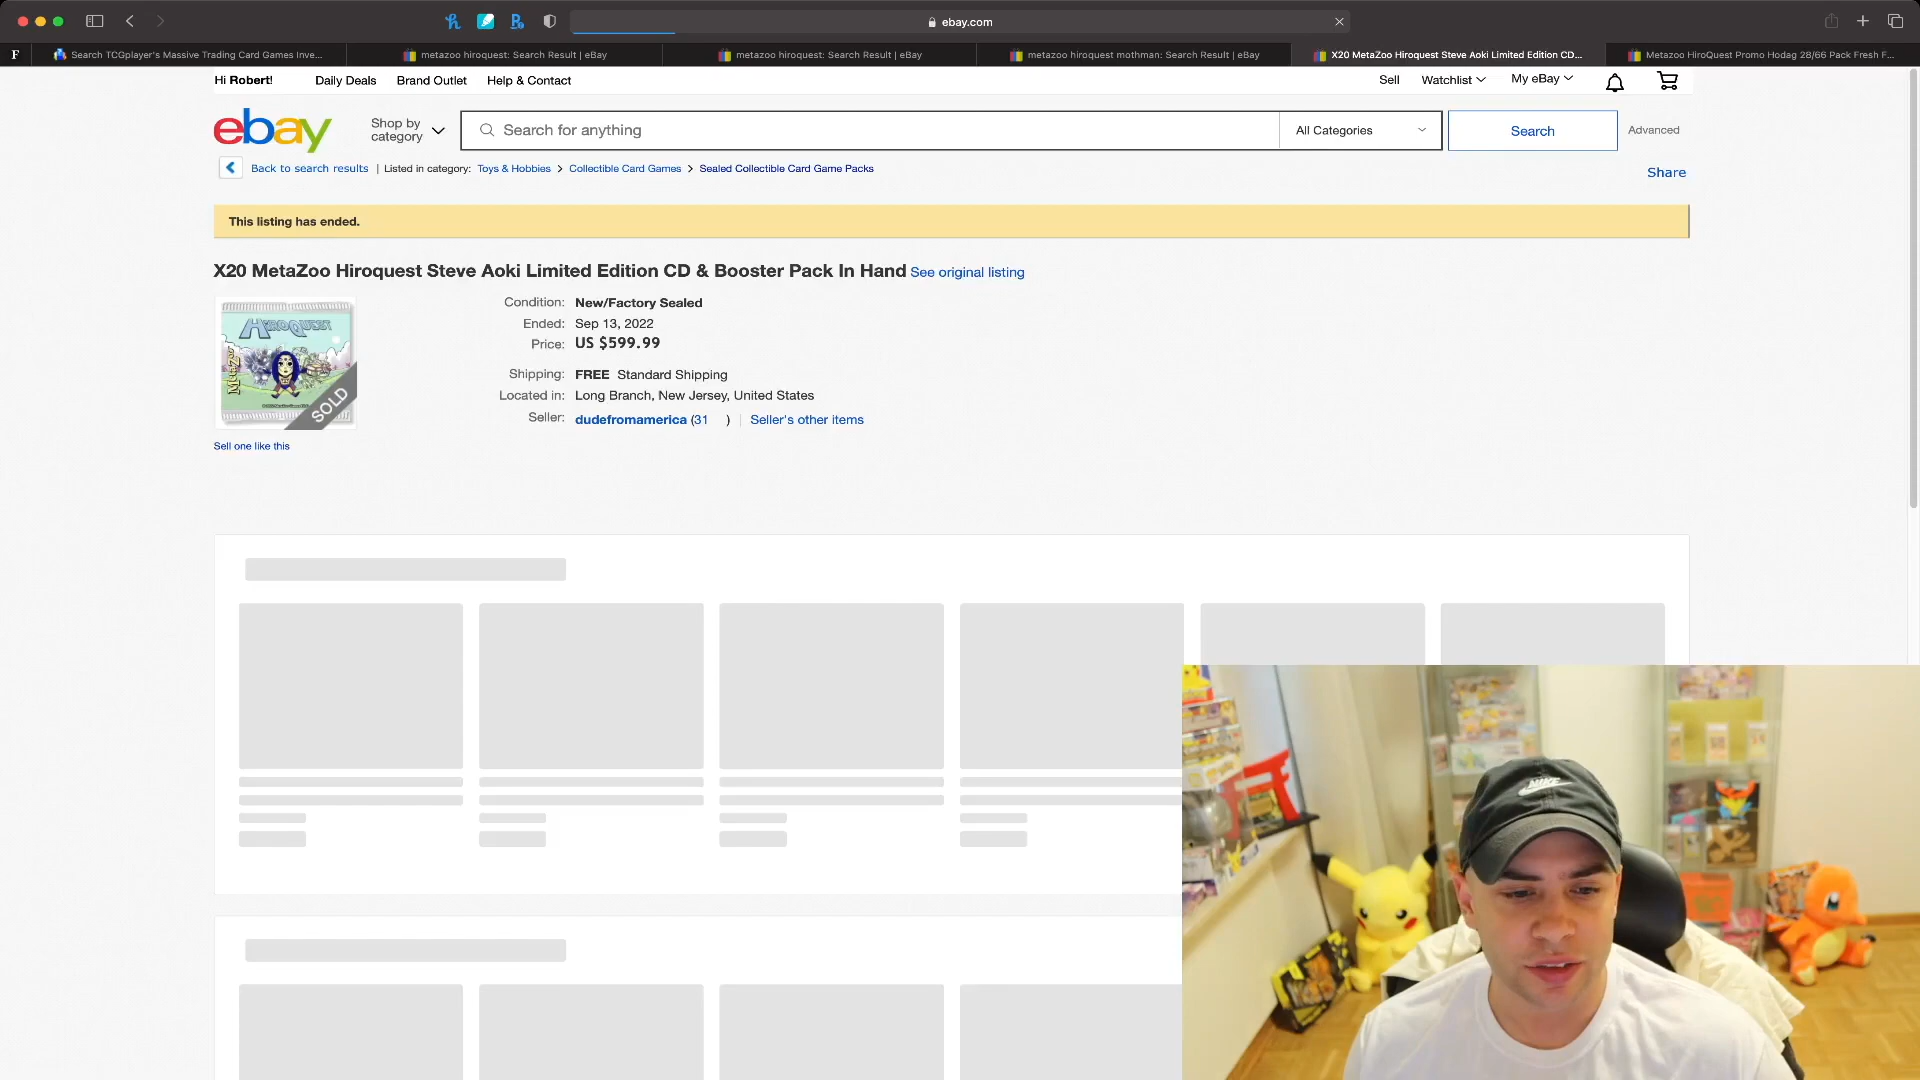 ebay.com
F
Search TCGplayer's Massive Trading Card Games Inve...
metazoo hiroquest: Search Result | eBay
metazoo hiroquest: Search Result | eBay
metazoo hiroquest mothman: Search Result | eBay
X20 MetaZoo Hiroquest Steve Aoki Limited Edition CD...
Metazoo HiroQuest Promo Hodag 28/66 Pack Fresh F...
Hi Robert!
Daily Deals
Brand Outlet
Help & Contact
Sell
Watchlist
My eBay
ebay
Shop by category
Search for anything
All Categories
Search
Advanced
Back to search results | Listed in category: Toys & Hobbies > Collectible Card Games > Sealed Collectible Card Game Packs
Share
This listing has ended.
X20 MetaZoo Hiroquest Steve Aoki Limited Edition CD & Booster Pack In Hand See original listing
HIROQUEST
METAZOO
SOLD
Condition: New/Factory Sealed
Ended: Sep 13, 2022
Price: US $599.99
Shipping: FREE Standard Shipping
Located in: Long Branch, New Jersey, United States
Seller: dudefromamerica (31 ) | Seller's other items
Sell one like this
NIKE